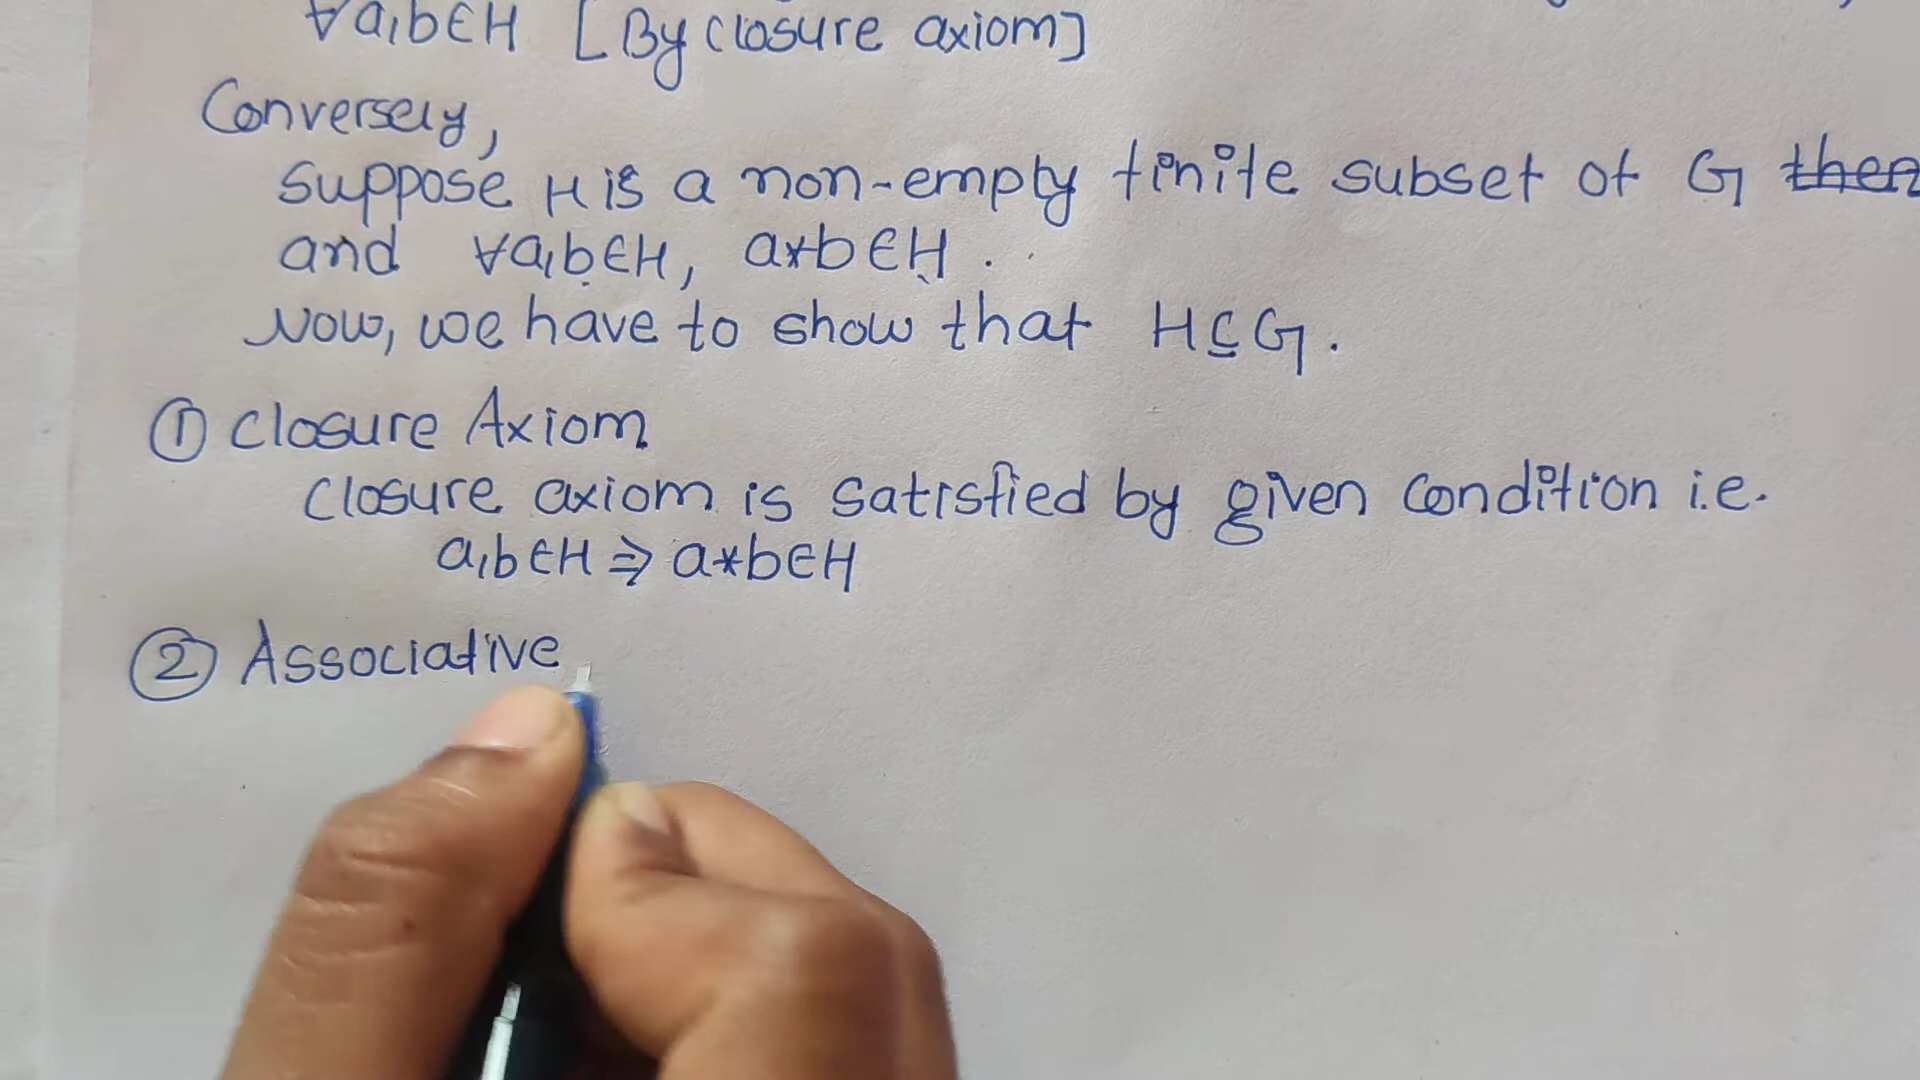 ∀a,b∈H [By closure axiom]
Conversely,
Suppose H is a non-empty finite subset of G then
and ∀a,b∈H, a*b∈H.
Now, we have to show that H⊆G.
① Closure Axiom
Closure axiom is satisfied by given condition i.e.
a,b∈H ⇒ a*b∈H
② Associative